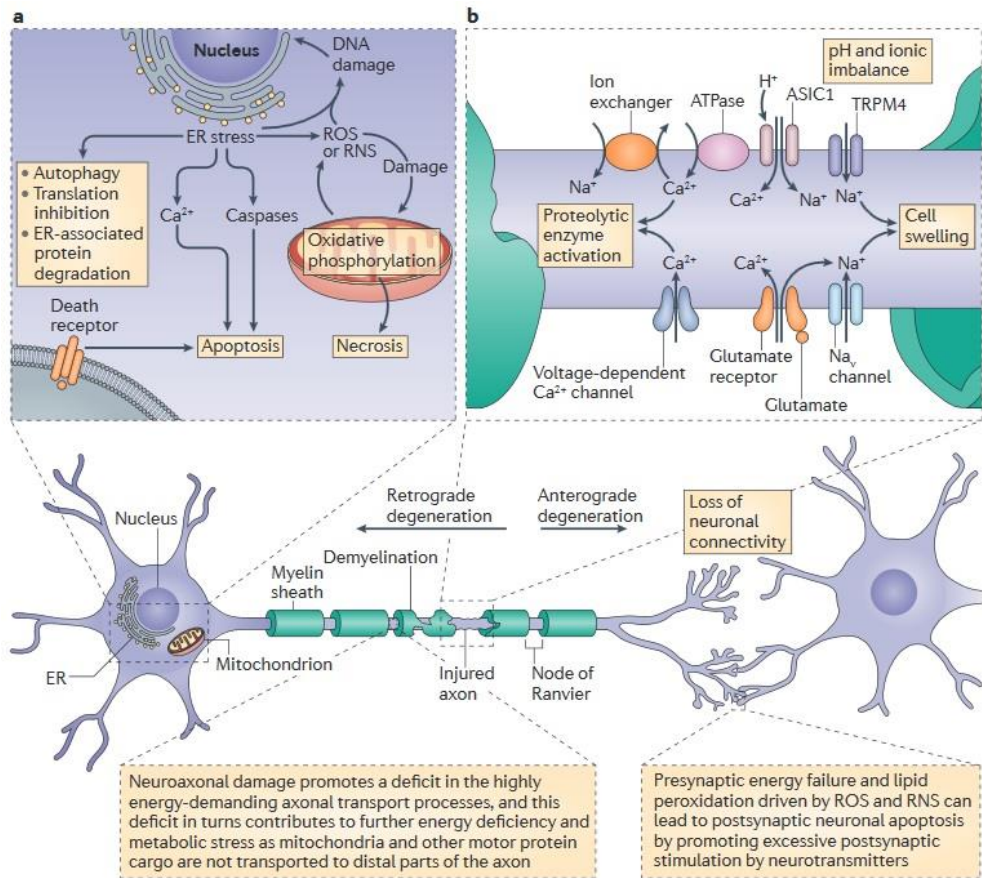 a
Nucleus
DNA
damage
ER stress
ROS
or RNS
Damage
• Autophagy
• Translation
inhibition
• ER-associated
protein
degradation
Ca²⁺
Caspases
Oxidative
phosphorylation
Death
receptor
Apoptosis
Necrosis
b
pH and ionic
imbalance
Ion
exchanger
ATPase
H⁺
ASIC1
TRPM4
Na⁺
Ca²⁺
Ca²⁺
Na⁺
Na⁺
Proteolytic
enzyme
activation
Cell
swelling
Ca²⁺
Ca²⁺
Na⁺
Voltage-dependent
Ca²⁺ channel
Glutamate
receptor
Naᵥ
channel
Glutamate
Retrograde
degeneration
Anterograde
degeneration
Loss of
neuronal
connectivity
Nucleus
Demyelination
Myelin
sheath
ER
Mitochondrion
Injured
axon
Node of
Ranvier
Neuroaxonal damage promotes a deficit in the highly
energy-demanding axonal transport processes, and this
deficit in turns contributes to further energy deficiency and
metabolic stress as mitochondria and other motor protein
cargo are not transported to distal parts of the axon
Presynaptic energy failure and lipid
peroxidation driven by ROS and RNS can
lead to postsynaptic neuronal apoptosis
by promoting excessive postsynaptic
stimulation by neurotransmitters